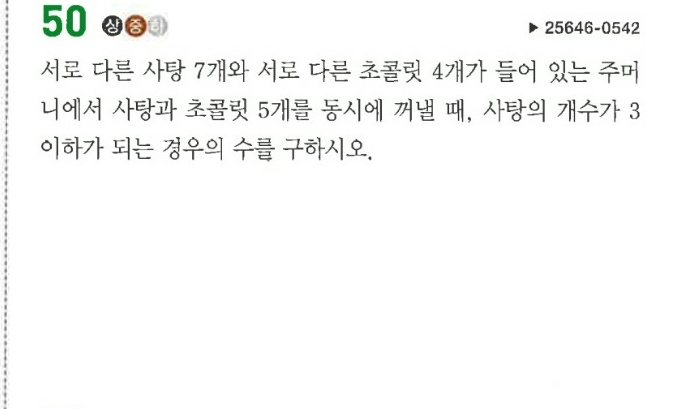 50 상 중 하 ▶ 25646-0542
서로 다른 사탕 7개와 서로 다른 초콜릿 4개가 들어 있는 주머
니에서 사탕과 초콜릿 5개를 동시에 꺼낼 때, 사탕의 개수가 3
이하가 되는 경우의 수를 구하시오.